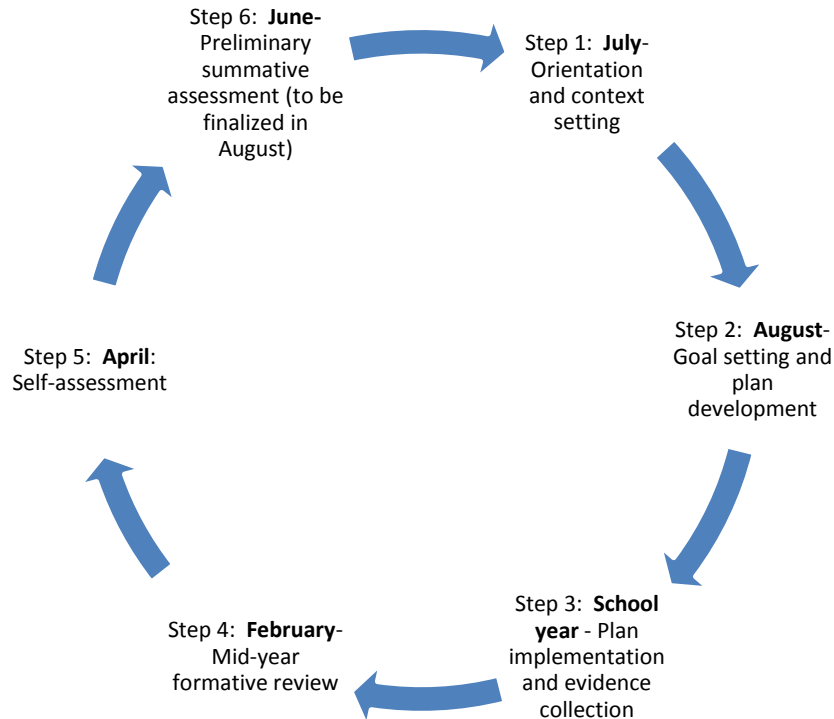 Step 1: July-
Orientation
and context
setting
Step 2: August-
Goal setting and
plan
development
Step 3: School
year - Plan
implementation
and evidence
collection
Step 4: February-
Mid-year
formative review
Step 5: April:
Self-assessment
Step 6: June-
Preliminary
summative
assessment (to be
finalized in
August)